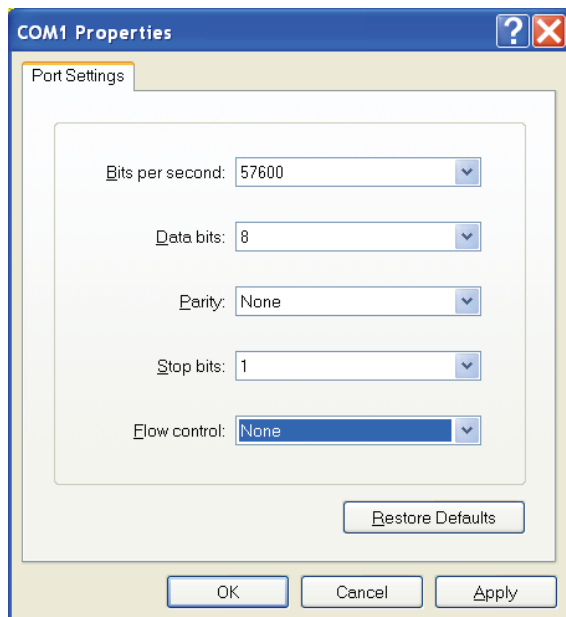 COM1 Properties
Port Settings
Bits per second: 57600
Data bits: 8
Parity: None
Stop bits: 1
Flow control: None
Restore Defaults
OK Cancel Apply